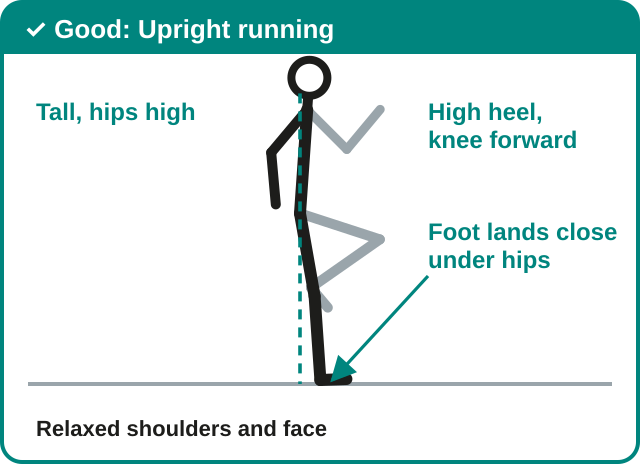 ✓ Good: Upright running
Tall, hips high
High heel,
knee forward
Foot lands close
under hips
Relaxed shoulders and face